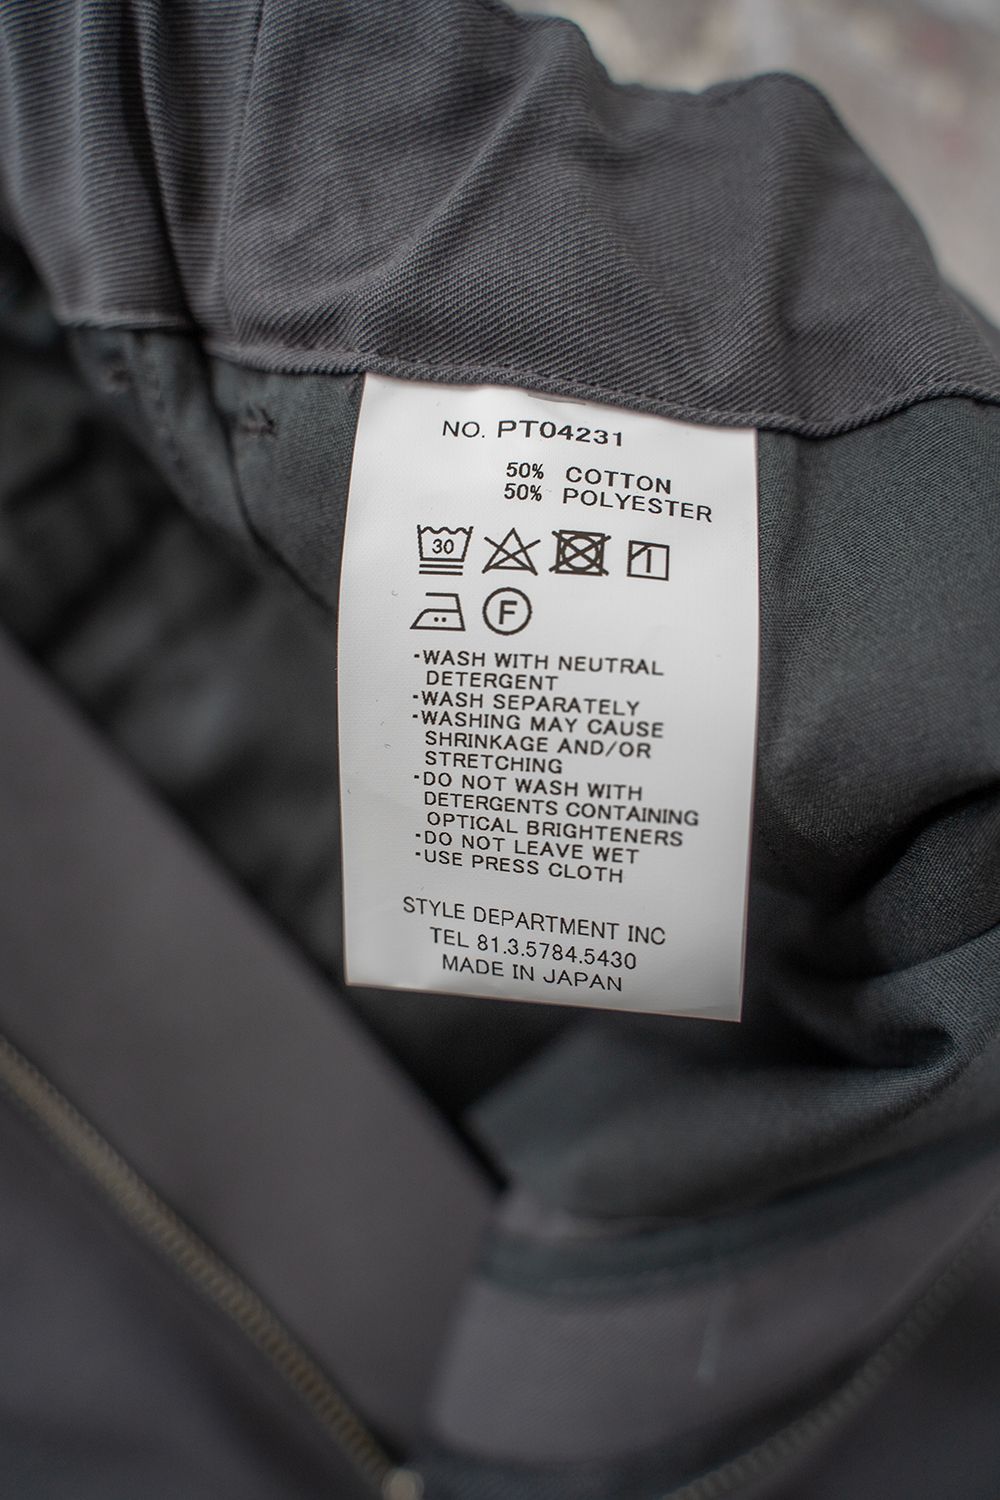 NO. PT04231
50% COTTON
50% POLYESTER
30
F
-WASH WITH NEUTRAL
DETERGENT
-WASH SEPARATELY
-WASHING MAY CAUSE
SHRINKAGE AND/OR
STRETCHING
-DO NOT WASH WITH
DETERGENTS CONTAINING
OPTICAL BRIGHTENERS
-DO NOT LEAVE WET
-USE PRESS CLOTH
STYLE DEPARTMENT INC
TEL 81.3.5784.5430
MADE IN JAPAN